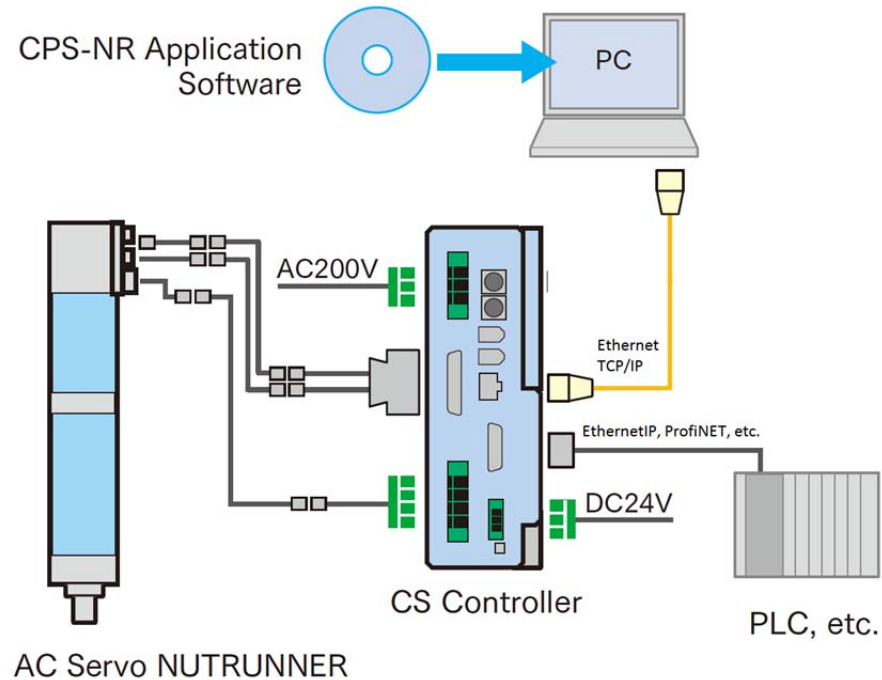 CPS-NR Application
Software
PC
AC200V
Ethernet
TCP/IP
EthernetIP, ProfiNET, etc.
DC24V
CS Controller
PLC, etc.
AC Servo NUTRUNNER